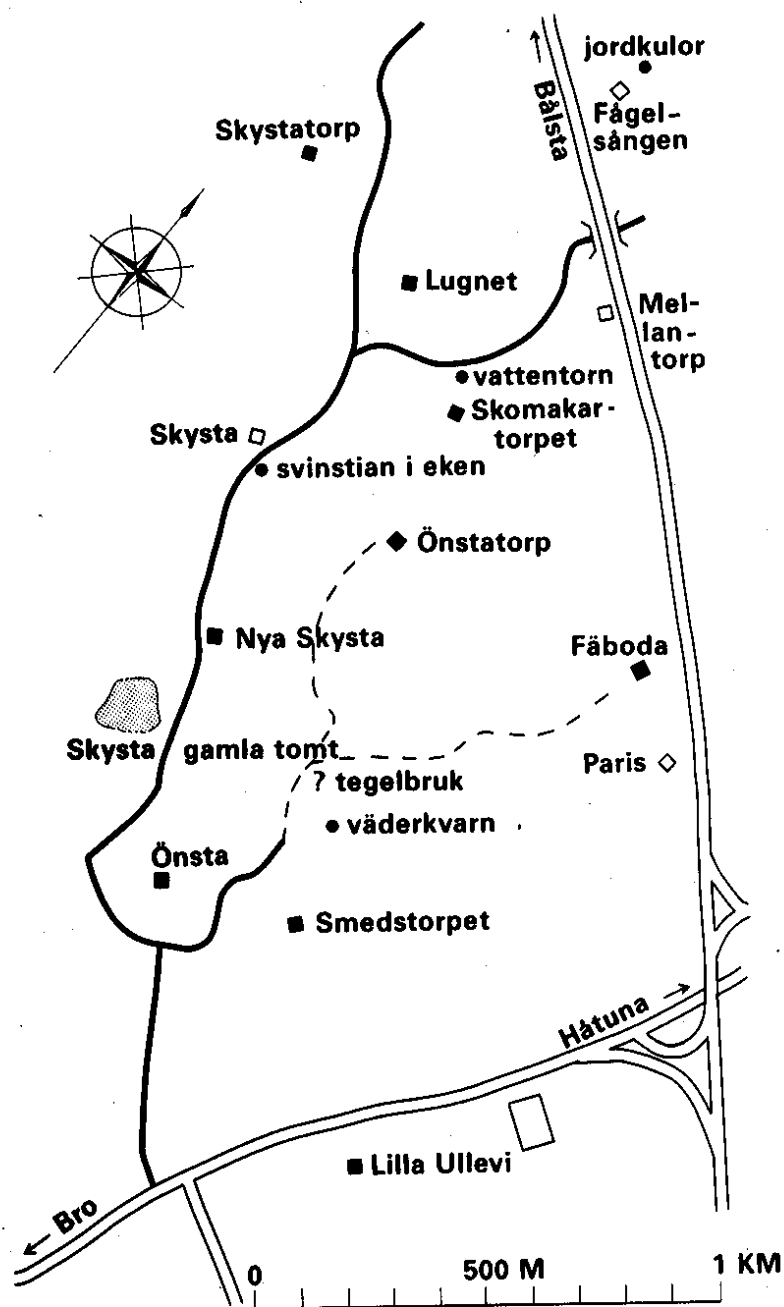 jordkulor
Fågel-
sången
Bålsta
Skystatorp
Lugnet
Mel-
lan-
torp
vattentorn
Skomakar-
torpet
Skysta
svinstian i eken
Önstatorp
Nya Skysta
Fäboda
Skysta gamla tomt
Paris
? tegelbruk
väderkvarn
Önsta
Smedstorpet
Håtuna
Lilla Ullevi
Bro
0 500 M 1 KM